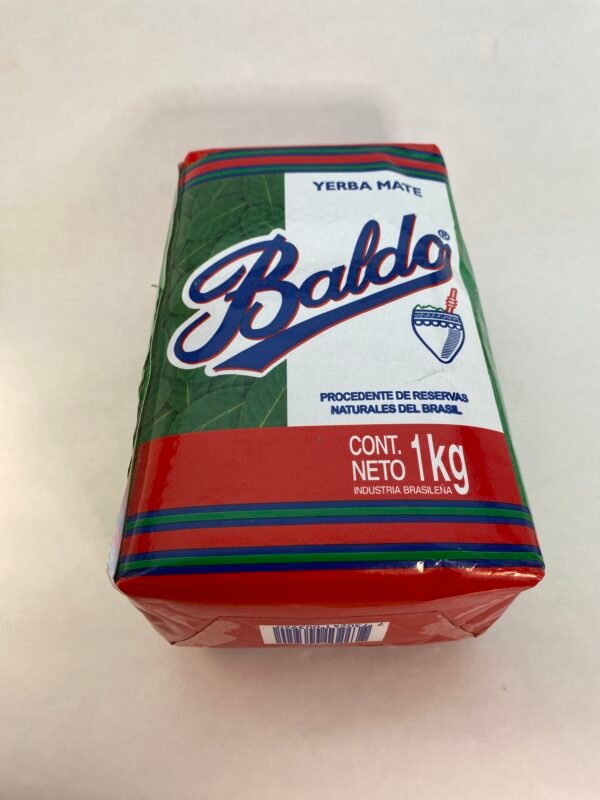 YERBA MATE
Baldo®
PROCEDENTE DE RESERVAS
NATURALES DEL BRASIL
CONT.
NETO 1kg
INDUSTRIA BRASILEÑA